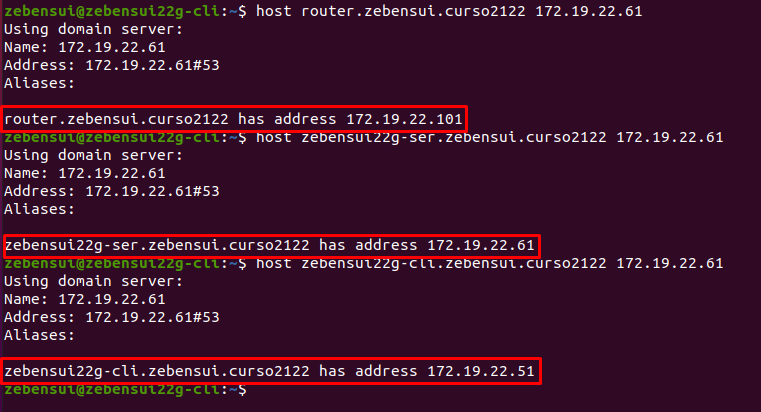 zebensui@zebensui22g-cli:~$ host router.zebensui.curso2122 172.19.22.61
Using domain server:
Name: 172.19.22.61
Address: 172.19.22.61#53
Aliases:
router.zebensui.curso2122 has address 172.19.22.101
zebensui@zebensui22g-cli:~$ host zebensui22g-ser.zebensui.curso2122 172.19.22.61
Using domain server:
Name: 172.19.22.61
Address: 172.19.22.61#53
Aliases:
zebensui22g-ser.zebensui.curso2122 has address 172.19.22.61
zebensui@zebensui22g-cli:~$ host zebensui22g-cli.zebensui.curso2122 172.19.22.61
Using domain server:
Name: 172.19.22.61
Address: 172.19.22.61#53
Aliases:
zebensui22g-cli.zebensui.curso2122 has address 172.19.22.51
zebensui@zebensui22g-cli:~$